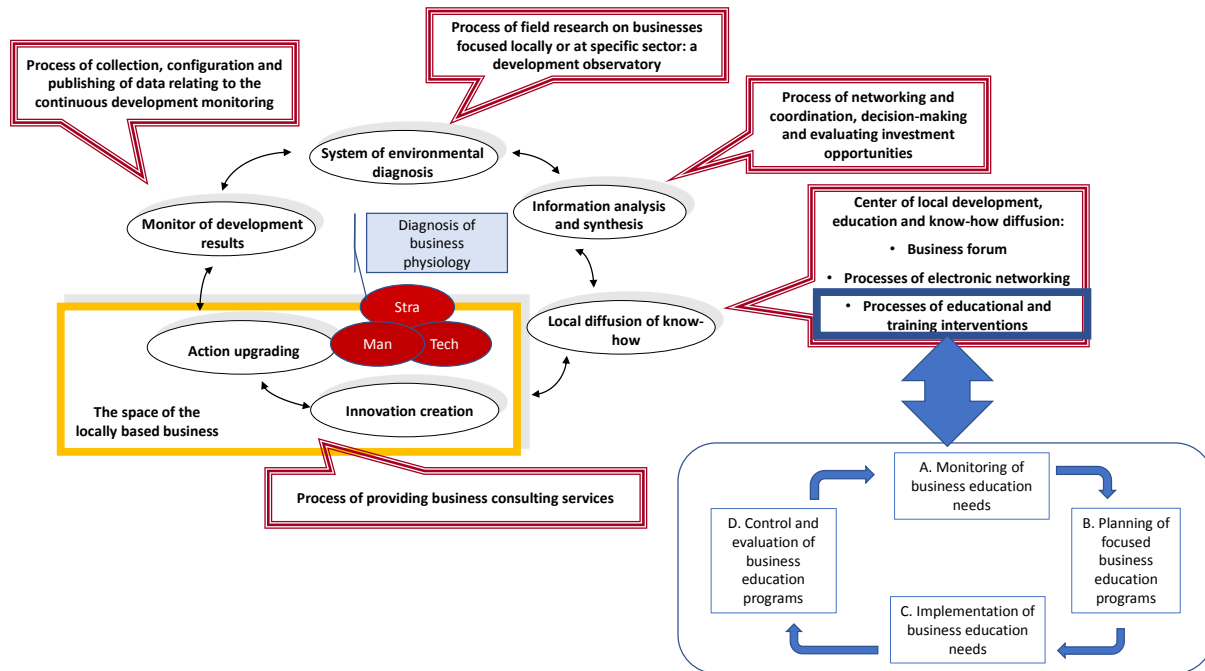 Process of field research on businesses
focused locally or at specific sector: a
development observatory
Process of collection, configuration and
publishing of data relating to the
continuous development monitoring
Process of networking and
coordination, decision-making
and evaluating investment
opportunities
System of environmental
diagnosis
Information analysis
and synthesis
Monitor of development
results
Diagnosis of
business
physiology
Center of local development,
education and know-how diffusion:
• Business forum
• Processes of electronic networking
• Processes of educational and
training interventions
Stra
Man
Tech
Local diffusion of know-
how
Action upgrading
Innovation creation
The space of the
locally based business
Process of providing business consulting services
A. Monitoring of
business education
needs
B. Planning of
focused
business
education
programs
C. Implementation of
business education
needs
D. Control and
evaluation of
business
education
programs